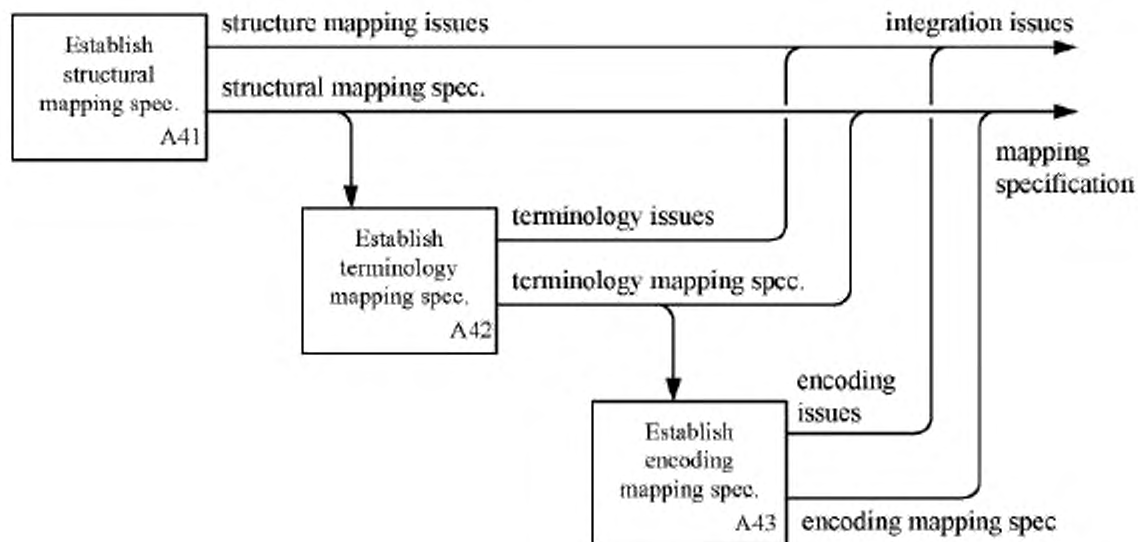 structure mapping issues
integration issues
Establish
structural
mapping spec.
A41
structural mapping spec.
mapping
specification
terminology issues
Establish
terminology
mapping spec.
A42
terminology mapping spec.
encoding
issues
Establish
encoding
mapping spec.
A43
encoding mapping spec